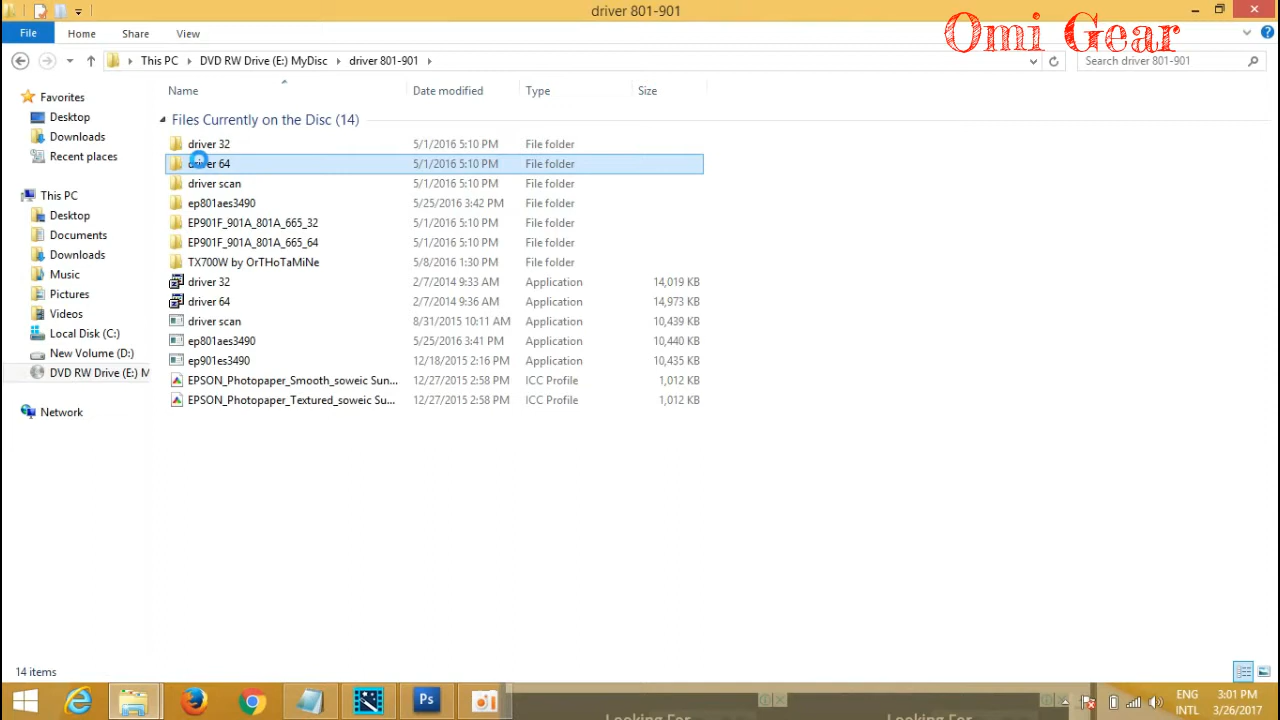 driver 801-901
Omi Gear
File Home Share View
This PC DVD RW Drive (E:) MyDisc driver 801-901
Search driver 801-901
Name Date modified Type Size
Files Currently on the Disc (14)
driver 32 5/1/2016 5:10 PM File folder
driver 64 5/1/2016 5:10 PM File folder
driver scan 5/1/2016 5:10 PM File folder
ep801aes3490 5/25/2016 3:42 PM File folder
EP901F_901A_801A_665_32 5/1/2016 5:10 PM File folder
EP901F_901A_801A_665_64 5/1/2016 5:10 PM File folder
TX700W by OrTHoTaMiNe 5/8/2016 1:30 PM File folder
driver 32 2/7/2014 9:33 AM Application 14,019 KB
driver 64 2/7/2014 9:36 AM Application 14,973 KB
driver scan 8/31/2015 10:11 AM Application 10,439 KB
ep801aes3490 5/25/2016 3:41 PM Application 10,440 KB
ep901es3490 12/18/2015 2:16 PM Application 10,435 KB
EPSON_Photopaper_Smooth_soweic Sun... 12/27/2015 2:58 PM ICC Profile 1,012 KB
EPSON_Photopaper_Textured_soweic Su... 12/27/2015 2:58 PM ICC Profile 1,012 KB
Favorites
Desktop
Downloads
Recent places
This PC
Desktop
Documents
Downloads
Music
Pictures
Videos
Local Disk (C:)
New Volume (D:)
DVD RW Drive (E:) M
Network
14 items
Ps
Looking For
Looking For
ENG
INTL
3:01 PM
3/26/2017